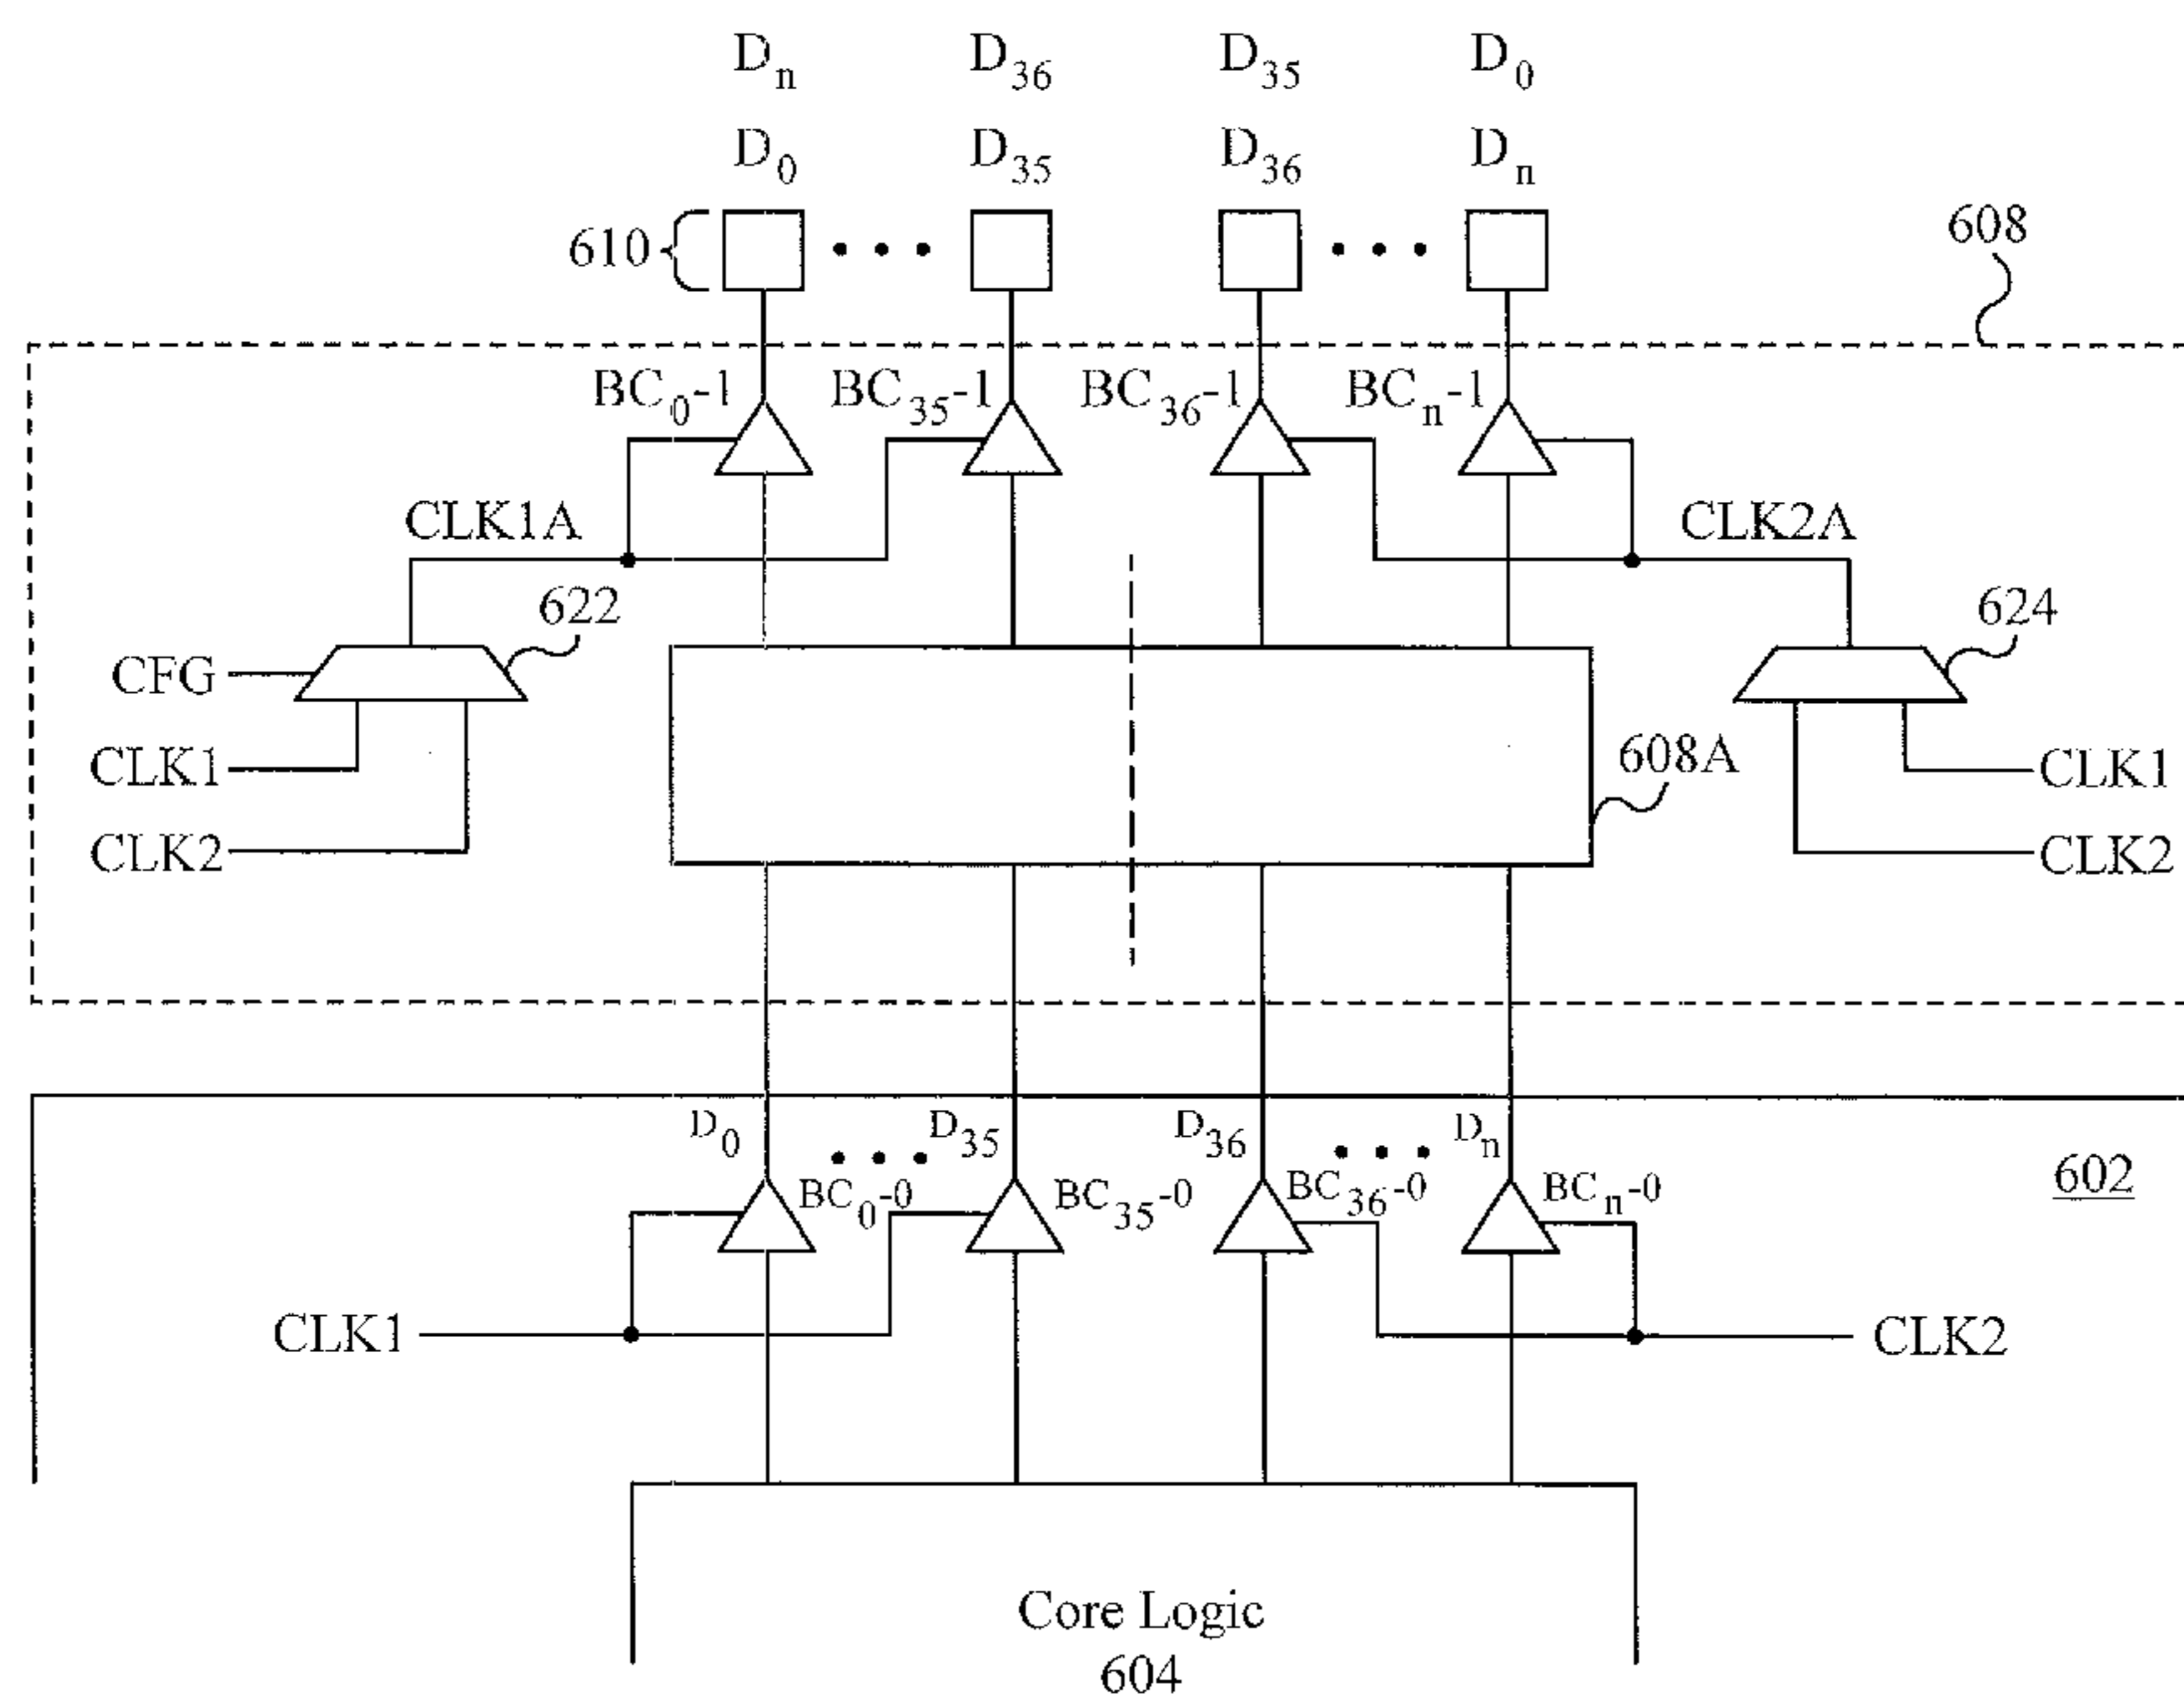 Dn D36 D35 D0
D0 D35 D36 Dn
610
608
BC0-1 BC35-1 BC36-1 BCn-1
CLK1A CLK2A
622 624
CFG
CLK1 608A CLK1
CLK2 CLK2
D0 D35 D36 Dn
BC0-0 BC35-0 BC36-0 BCn-0
602
CLK1 CLK2
Core Logic
604